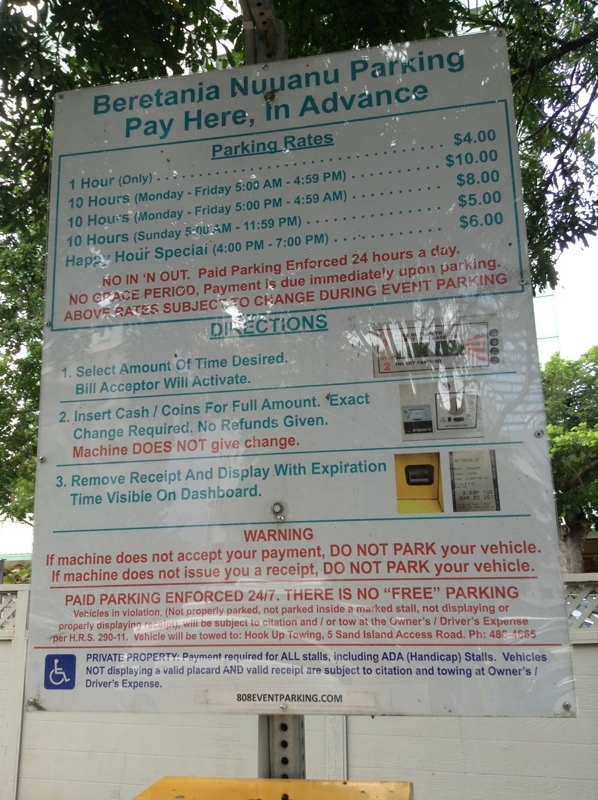 Beretania Nuuanu Parking
Pay Here, In Advance
Parking Rates
1 Hour (Only) . . . . . . . . . . . . . . . . . . . . . . . . . . . . . . . . . $4.00
10 Hours (Monday - Friday 5:00 AM - 4:59 PM) . . . . . . . . . . . . $10.00
10 Hours (Monday - Friday 5:00 PM - 4:59 AM) . . . . . . . . . . . . $8.00
10 Hours (Sunday 5:00 AM - 11:59 PM) . . . . . . . . . . . . . . . . . $5.00
Happy Hour Special (4:00 PM - 7:00 PM) . . . . . . . . . . . . . . . $6.00
NO IN 'N OUT. Paid Parking Enforced 24 hours a day.
NO GRACE PERIOD, Payment is due immediately upon parking.
ABOVE RATES SUBJECT TO CHANGE DURING EVENT PARKING
DIRECTIONS
1. Select Amount Of Time Desired.
Bill Acceptor Will Activate.
2
2. Insert Cash / Coins For Full Amount. Exact
Change Required. No Refunds Given.
Machine DOES NOT give change.
3. Remove Receipt And Display With Expiration
Time Visible On Dashboard.
WARNING
If machine does not accept your payment, DO NOT PARK your vehicle.
If machine does not issue you a receipt, DO NOT PARK your vehicle.
PAID PARKING ENFORCED 24/7. THERE IS NO "FREE" PARKING
Vehicles in violation, (Not properly parked, not parked inside a marked stall, not displaying or
properly displaying receipt), will be subject to citation and / or tow at the Owner's / Driver's Expense
per H.R.S. 290-11. Vehicle will be towed to: Hook Up Towing, 5 Sand Island Access Road. Ph:
PRIVATE PROPERTY: Payment required for ALL stalls, including ADA (Handicap) Stalls. Vehicles
NOT displaying a valid placard AND valid receipt are subject to citation and towing at Owner's /
Driver's Expense.
808EVENTPARKING.COM